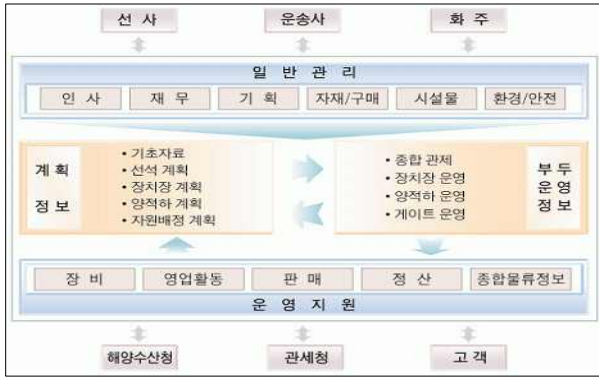 선 사
운송사
화 주
일 반 관 리
인 사
재 무
기 획
자재/구매
시설물
환경/안전
계 획
정 보
• 기초자료
• 선석 계획
• 장치장 계획
• 양적하 계획
• 자원배정 계획
• 종합 관제
• 장치장 운영
• 양적하 운영
• 게이트 운영
부 두
운 영
정 보
장 비
영업활동
판 매
정 산
종합물류정보
운 영 지 원
해양수산청
관세청
고 객